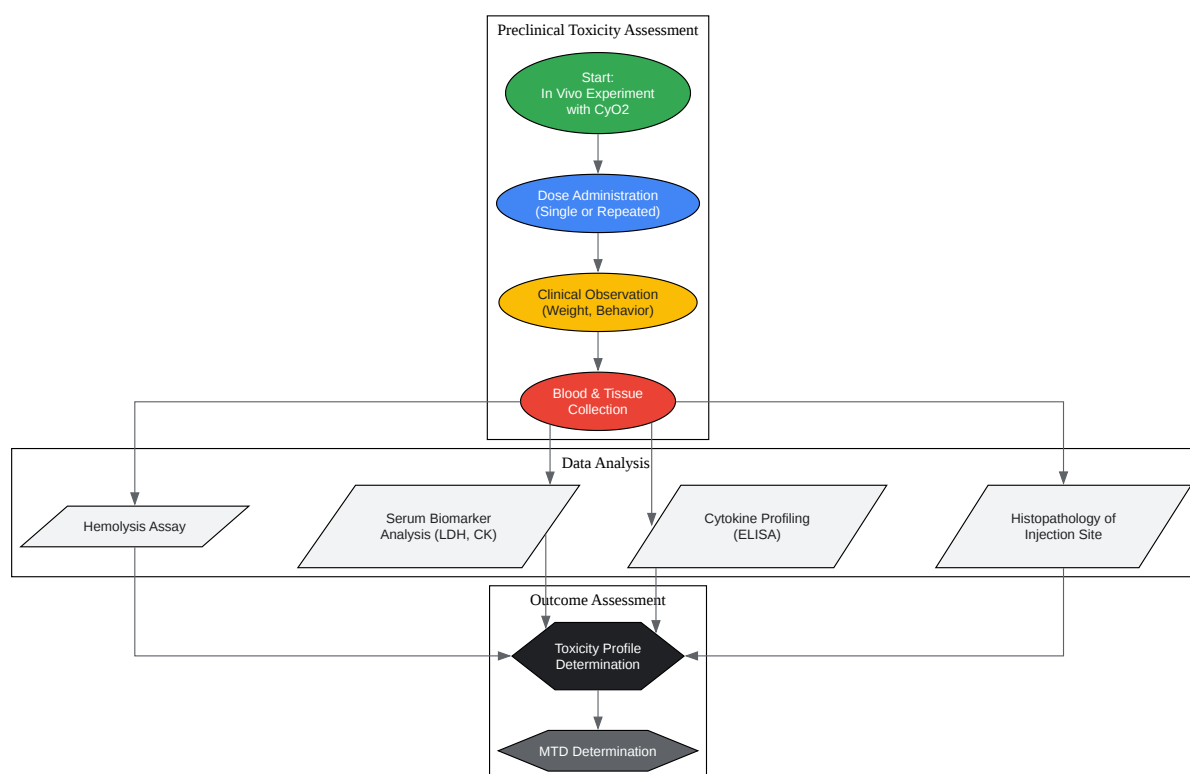 Preclinical Toxicity Assessment
Start:
In Vivo Experiment
with CyO2
Dose Administration
(Single or Repeated)
Clinical Observation
(Weight, Behavior)
Blood & Tissue
Collection
Data Analysis
Hemolysis Assay
Serum Biomarker
Analysis (LDH, CK)
Cytokine Profiling
(ELISA)
Histopathology of
Injection Site
Outcome Assessment
Toxicity Profile
Determination
MTD Determination